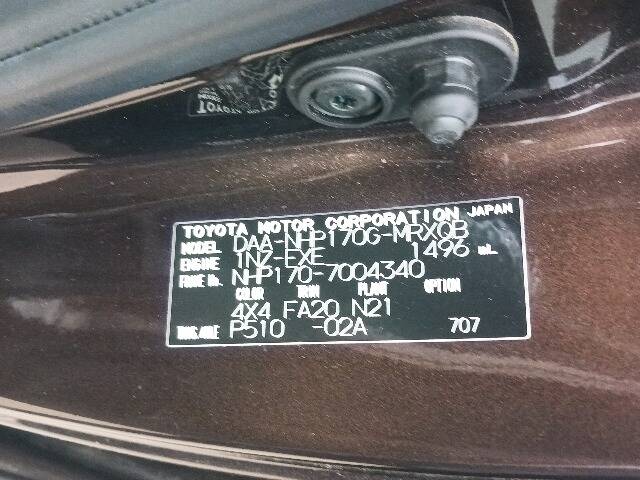 TOYOTA MOTOR CORPORATION JAPAN
MODEL DAA-NHP170G-MRXQB
ENGINE 1NZ-FXE 1496 mL
FRAME No. NHP170-7004340
COLOR TRIM PLANT OPTION
4X4 FA20 N21
TRANS./AXLE P510 -02A 707
TOYOT